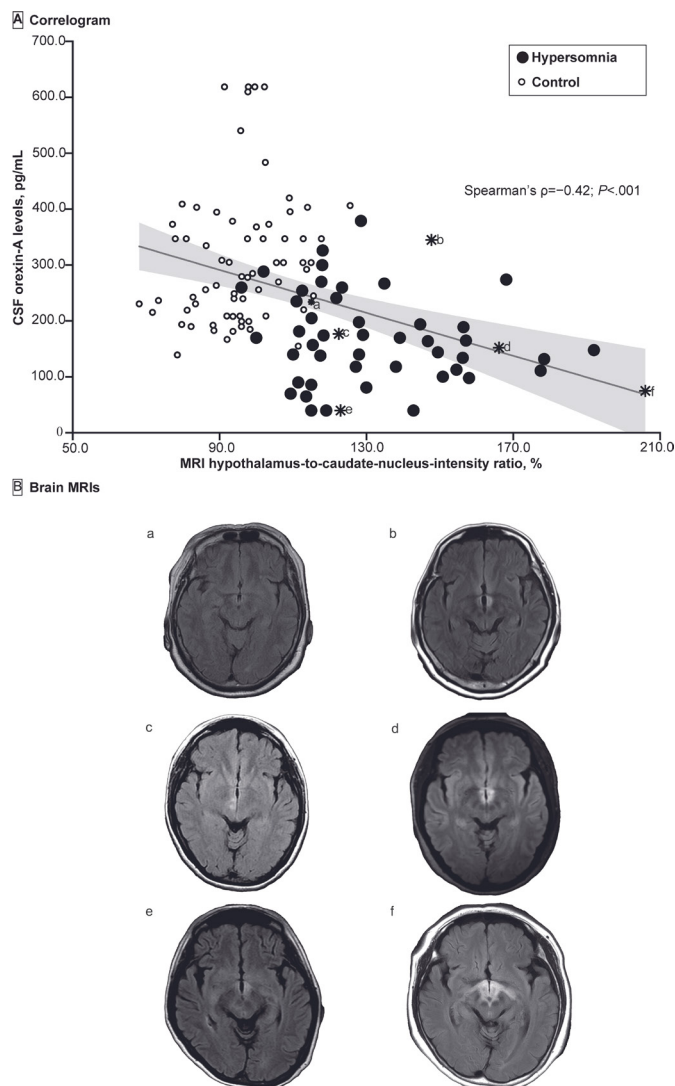 A Correlogram
700.0
600.0
500.0
400.0
300.0
200.0
100.0
0
CSF orexin-A levels, pg/mL
Hypersomnia
Control
Spearman's ρ=−0.42; P<.001
b
a
c
d
e
f
50.0 90.0 130.0 170.0 210.0
MRI hypothalamus-to-caudate-nucleus-intensity ratio, %
B Brain MRIs
a b
c d
e f